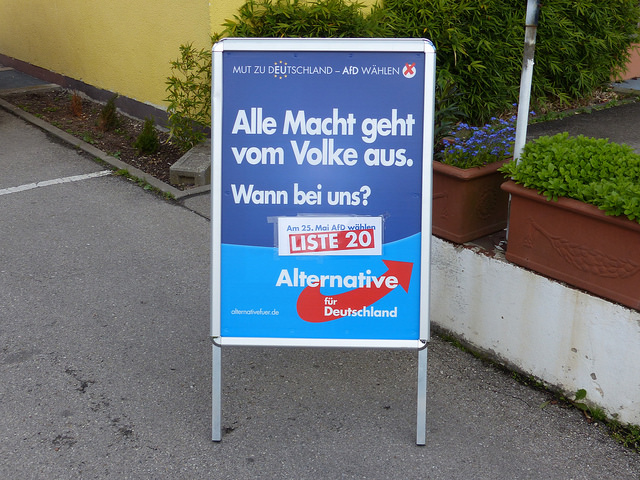 MUT ZU DEUTSCHLAND – AfD WÄHLEN
Alle Macht geht
vom Volke aus.
Wann bei uns?
Am 25. Mai AfD wählen
LISTE 20
Alternative
für
Deutschland
alternativefuer.de